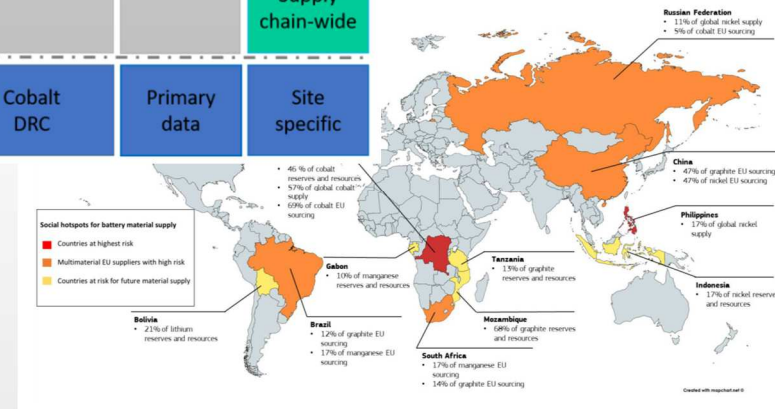 Supply
chain-wide
Cobalt
DRC
Primary
data
Site
specific
Russian Federation
• 11% of global nickel supply
• 5% of cobalt EU sourcing
• 46 % of cobalt
reserves and resources
• 57% of global cobalt
supply
• 69% of cobalt EU
sourcing
China
• 47% of graphite EU sourcing
• 47% of nickel EU sourcing
Philippines
• 17% of global nickel
supply
Social hotspots for battery material supply
Countries at highest risk
Multimaterial EU suppliers with high risk
Countries at risk for future material supply
Gabon
• 10% of manganese
reserves and resources
Tanzania
• 13% of graphite
reserves and resources
Indonesia
• 17% of nickel reserve
and resources
Bolivia
• 21% of lithium
reserves and resources
Brazil
• 12% of graphite EU
sourcing
• 17% of manganese EU
sourcing
Mozambique
• 68% of graphite reserves
and resources
South Africa
• 17% of manganese EU
sourcing
• 14% of graphite EU sourcing
Created with mapchart.net ©